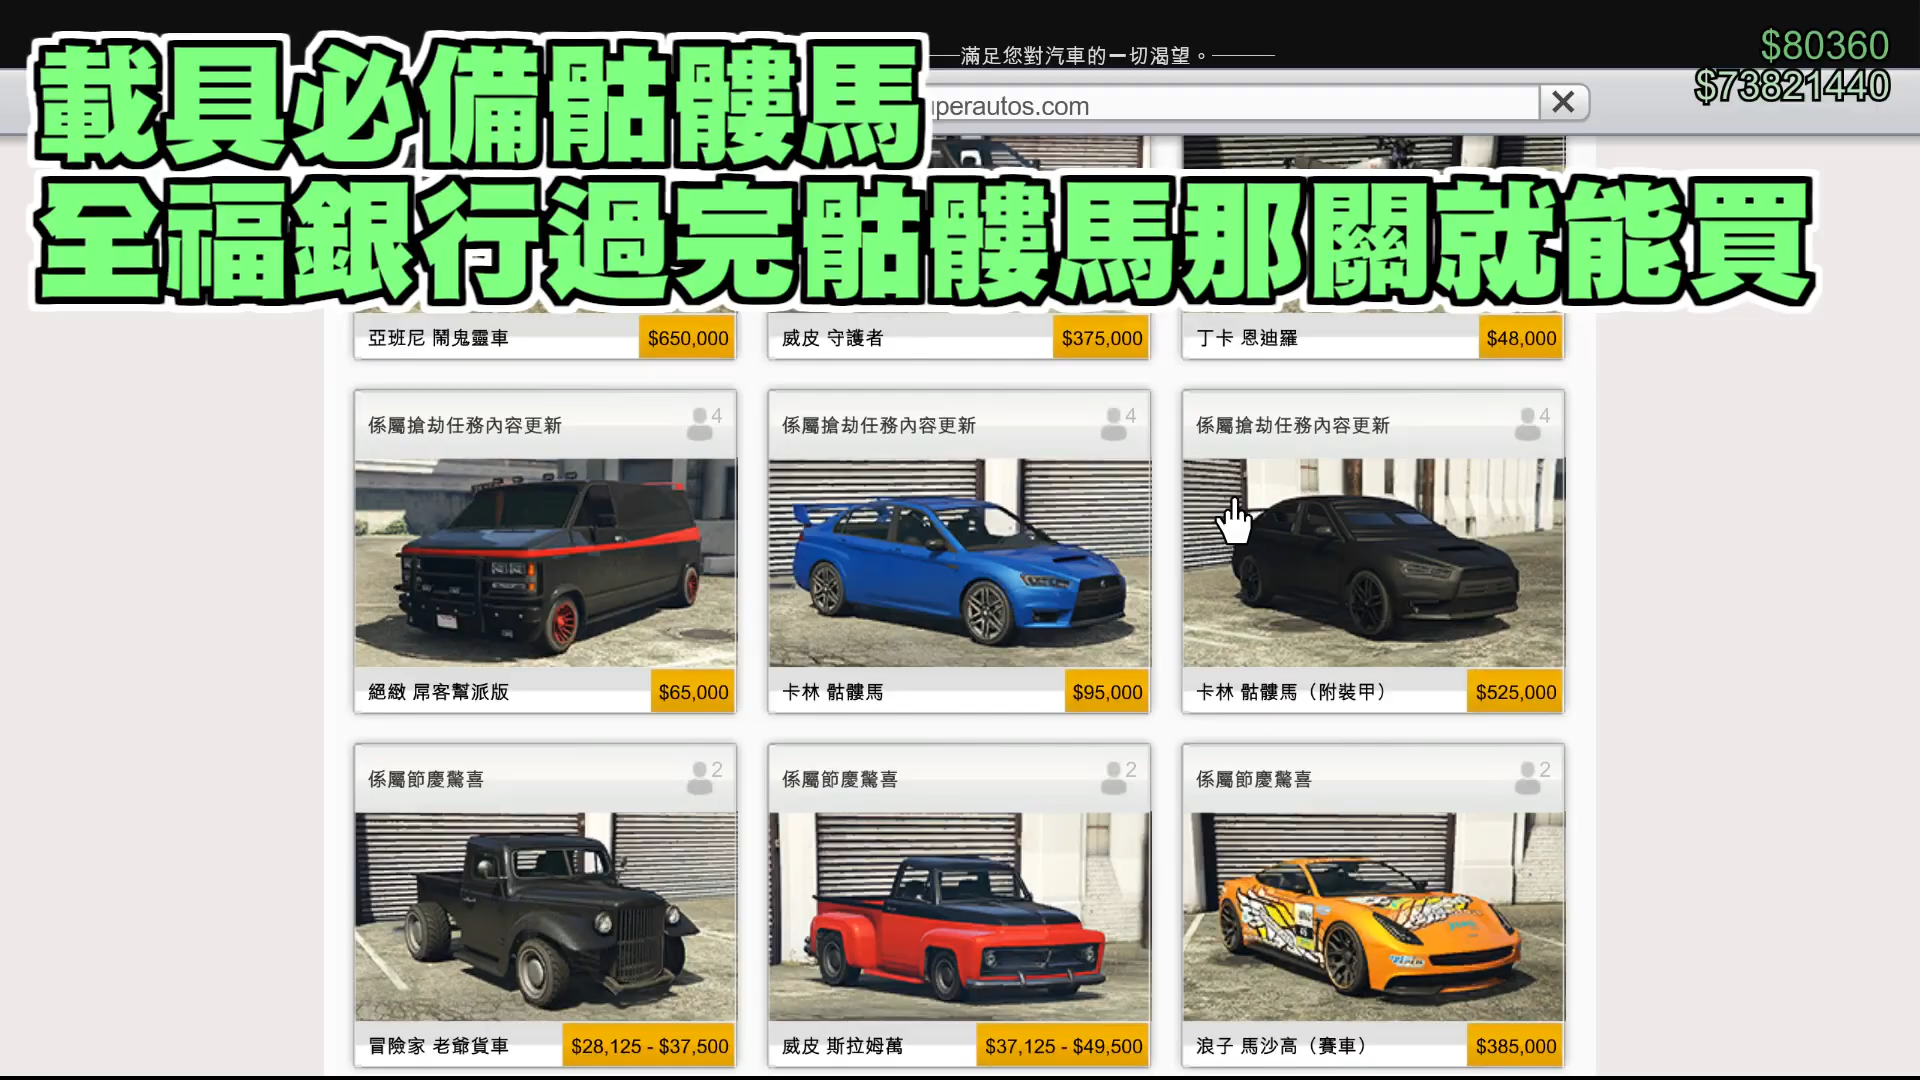 滿足您對汽車的一切渴望。
$80360
$73821440
載具必備骷髏馬
perautos.com
全福銀行過完骷髏馬那關就能買
亞班尼 鬧鬼靈車
$650,000
威皮 守護者
$375,000
丁卡 恩迪羅
$48,000
係屬搶劫任務內容更新
4
係屬搶劫任務內容更新
4
係屬搶劫任務內容更新
4
絕緻 屌客幫派版
$65,000
卡林 骷髏馬
$95,000
卡林 骷髏馬（附裝甲）
$525,000
係屬節慶驚喜
2
係屬節慶驚喜
2
係屬節慶驚喜
2
冒險家 老爺貨車
$28,125 - $37,500
威皮 斯拉姆萬
$37,125 - $49,500
浪子 馬沙高（賽車）
$385,000